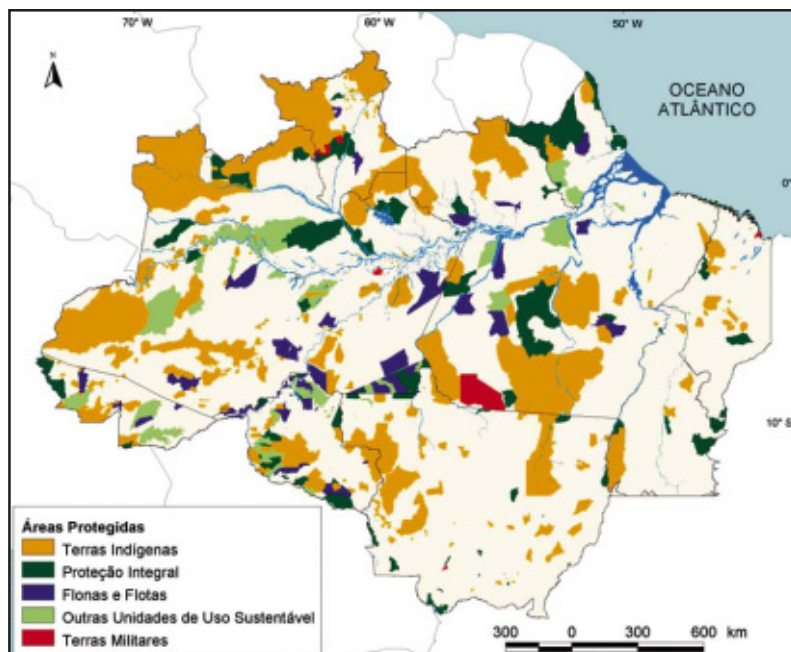 70° W
60° W
50° W
N
OCEANO
ATLÂNTICO
0°
10° S
Áreas Protegidas
Terras Indígenas
Proteção Integral
Flonas e Flotas
Outras Unidades de Uso Sustentável
Terras Militares
300 0 300 600 km